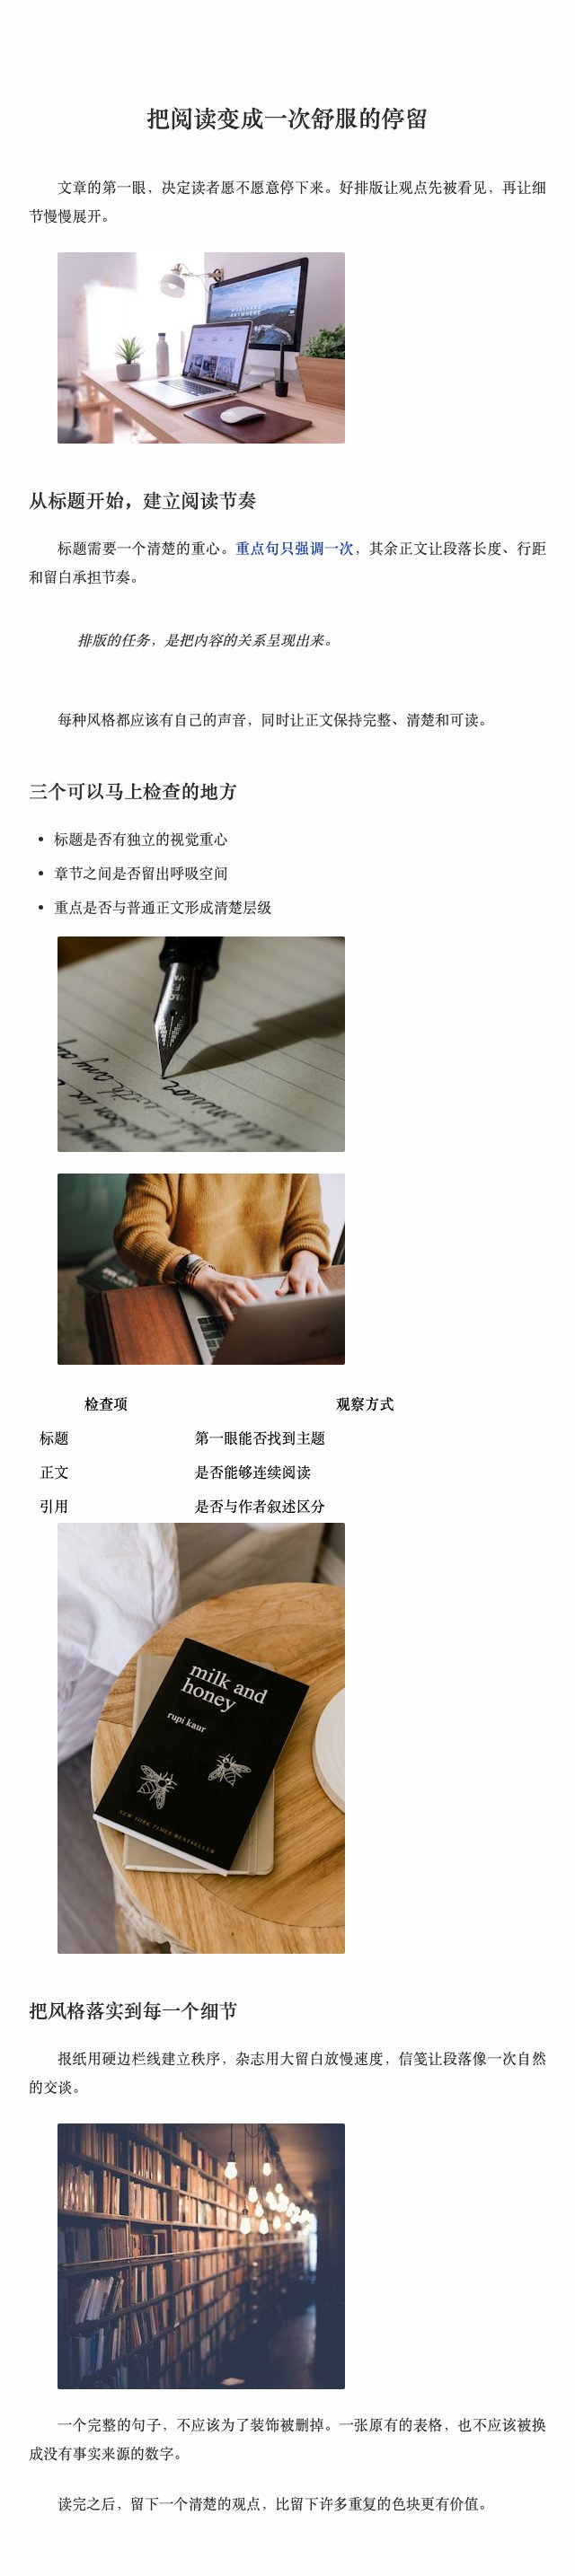 把阅读变成一次舒服的停留
文章的第一眼，决定读者愿不愿意停下来。好排版让观点先被看见，再让细
节慢慢展开。
从标题开始，建立阅读节奏
标题需要一个清楚的重心。重点句只强调一次，其余正文让段落长度、行距
和留白承担节奏。
排版的任务，是把内容的关系呈现出来。
每种风格都应该有自己的声音，同时让正文保持完整、清楚和可读。
三个可以马上检查的地方
• 标题是否有独立的视觉重心
• 章节之间是否留出呼吸空间
• 重点是否与普通正文形成清楚层级
检查项 观察方式
标题 第一眼能否找到主题
正文 是否能够连续阅读
引用 是否与作者叙述区分
milk and
honey
rupi kaur
NEW YORK TIMES BESTSELLER
把风格落实到每一个细节
报纸用硬边栏线建立秩序，杂志用大留白放慢速度，信笺让段落像一次自然
的交谈。
一个完整的句子，不应该为了装饰被删掉。一张原有的表格，也不应该被换
成没有事实来源的数字。
读完之后，留下一个清楚的观点，比留下许多重复的色块更有价值。